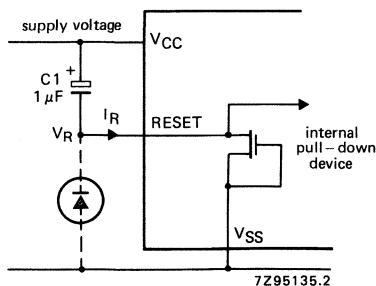 supply voltage
VCC
C1
+
1 µF
VR
IR
RESET
internal
pull-down
device
VSS
7Z95135.2